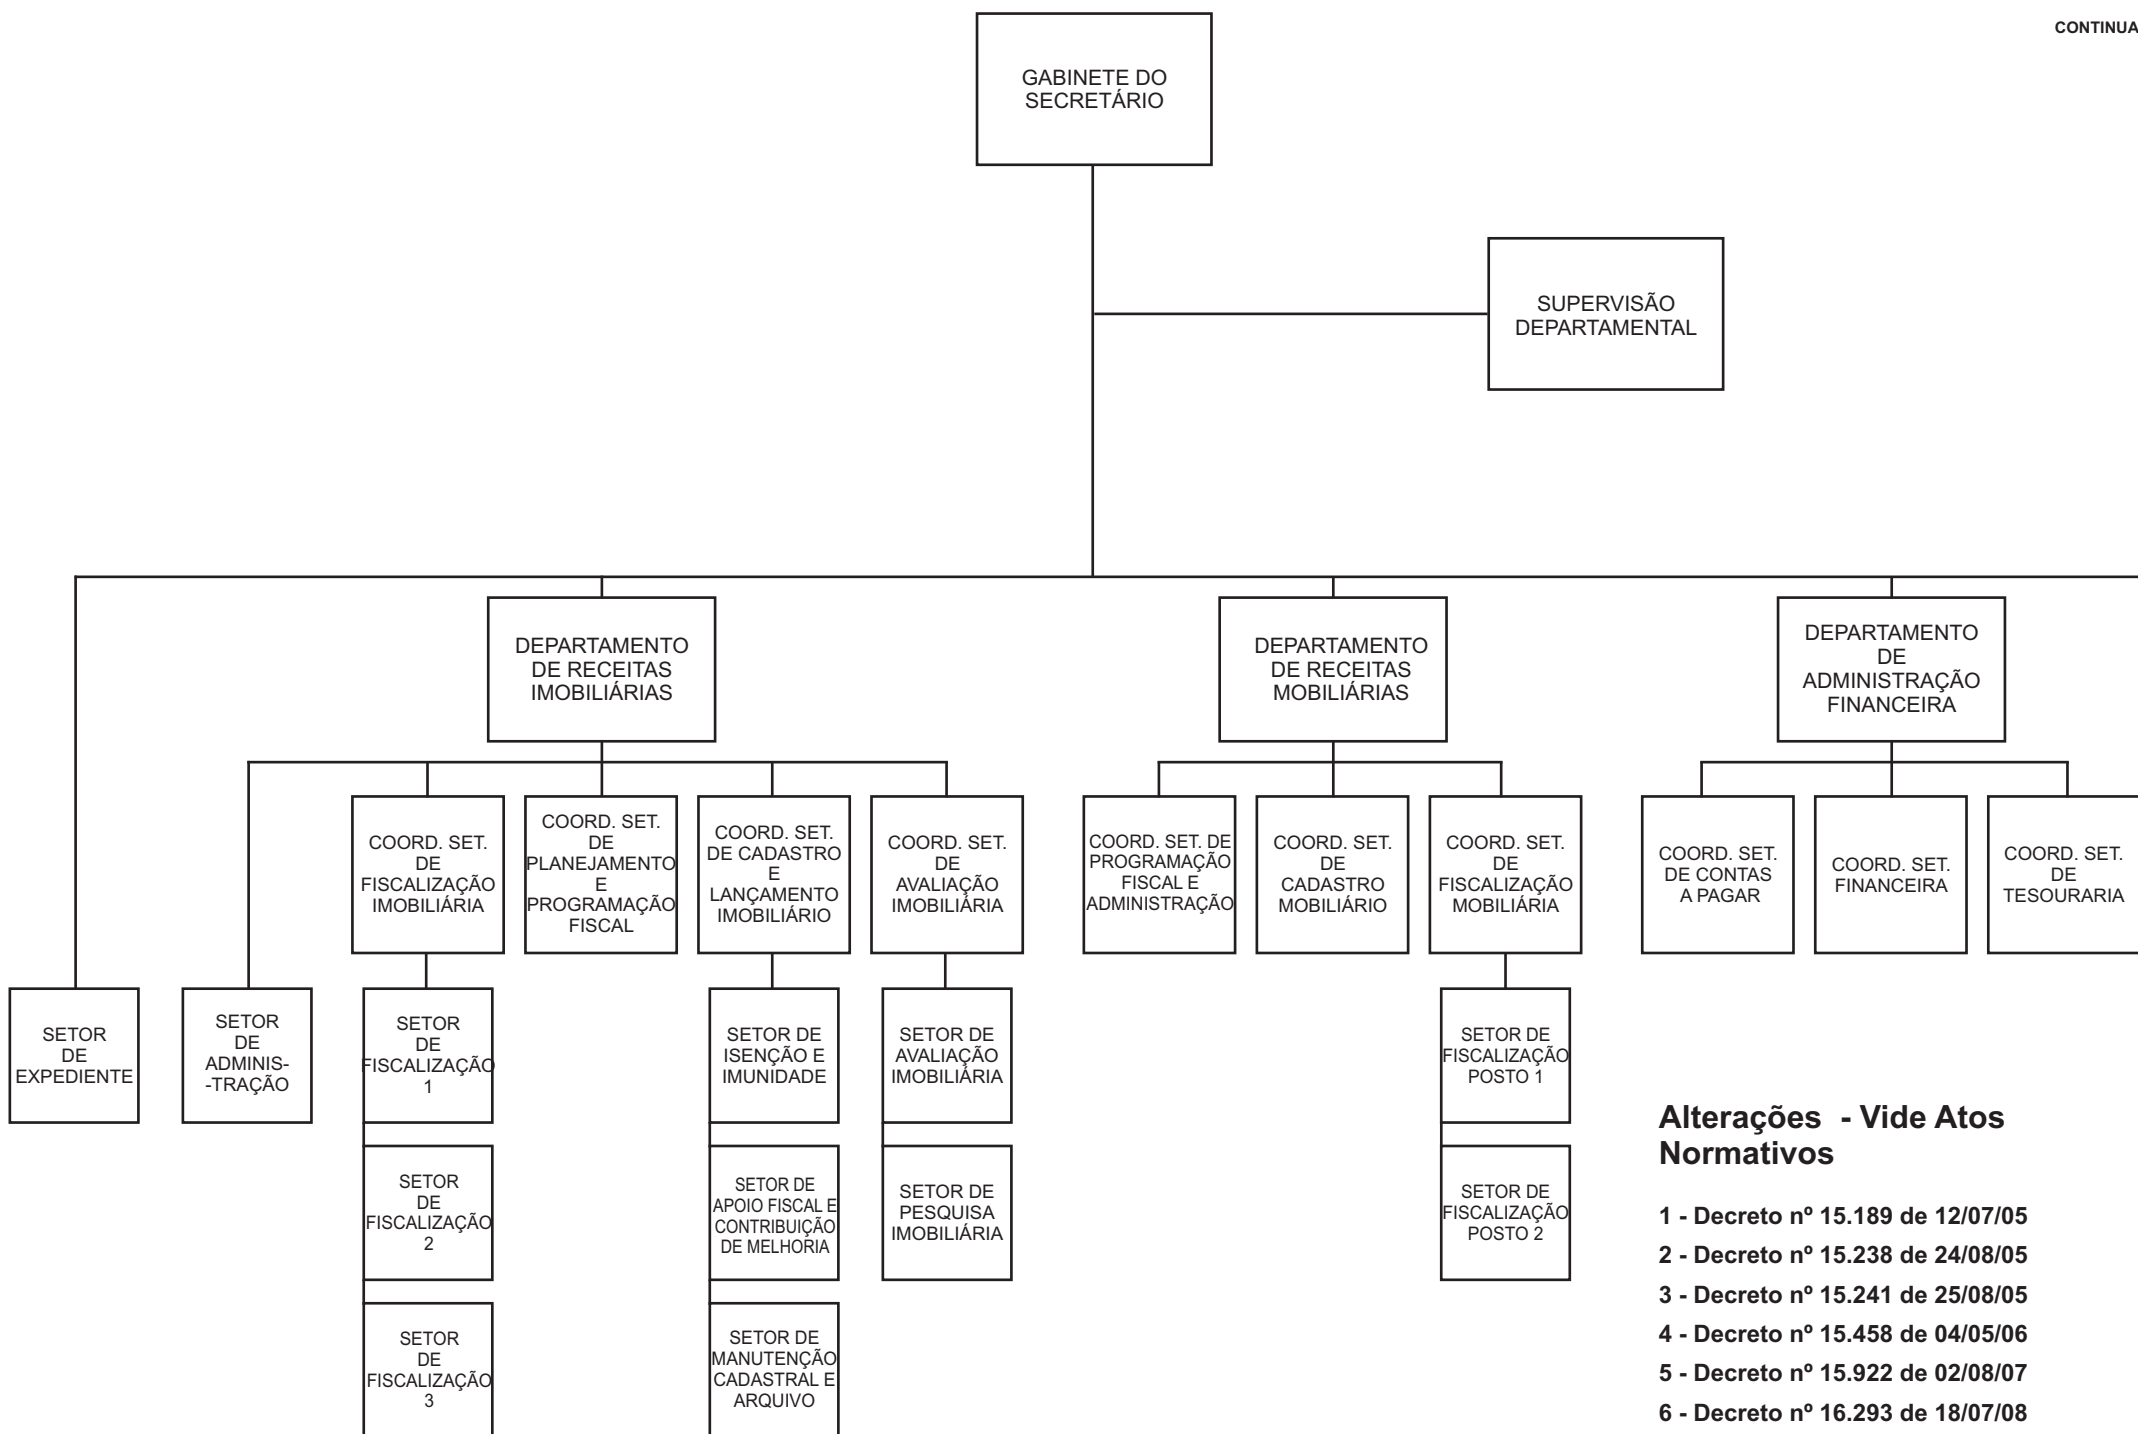 CONTINUA
GABINETE DO
SECRETÁRIO
SUPERVISÃO
DEPARTAMENTAL
DEPARTAMENTO
DE RECEITAS
IMOBILIÁRIAS
DEPARTAMENTO
DE RECEITAS
MOBILIÁRIAS
DEPARTAMENTO
DE
ADMINISTRAÇÃO
FINANCEIRA
COORD. SET.
DE
FISCALIZAÇÃO
IMOBILIÁRIA
COORD. SET.
DE
PLANEJAMENTO
E
PROGRAMAÇÃO
FISCAL
COORD. SET.
DE CADASTRO
E
LANÇAMENTO
IMOBILIÁRIO
COORD. SET.
DE
AVALIAÇÃO
IMOBILIÁRIA
COORD. SET. DE
PROGRAMAÇÃO
FISCAL E
ADMINISTRAÇÃO
COORD. SET.
DE
CADASTRO
MOBILIÁRIO
COORD. SET.
DE
FISCALIZAÇÃO
MOBILIÁRIA
COORD. SET.
DE CONTAS
A PAGAR
COORD. SET.
FINANCEIRA
COORD. SET.
DE
TESOURARIA
SETOR
DE
EXPEDIENTE
SETOR
DE
ADMINIS-
-TRAÇÃO
SETOR
DE
FISCALIZAÇÃO
1
SETOR DE
ISENÇÃO E
IMUNIDADE
SETOR DE
AVALIAÇÃO
IMOBILIÁRIA
SETOR DE
FISCALIZAÇÃO
POSTO 1
SETOR
DE
FISCALIZAÇÃO
2
SETOR DE
APOIO FISCAL E
CONTRIBUIÇÃO
DE MELHORIA
SETOR DE
PESQUISA
IMOBILIÁRIA
SETOR DE
FISCALIZAÇÃO
POSTO 2
SETOR
DE
FISCALIZAÇÃO
3
SETOR DE
MANUTENÇÃO
CADASTRAL E
ARQUIVO
Alterações - Vide Atos
Normativos
1 - Decreto nº 15.189 de 12/07/05
2 - Decreto nº 15.238 de 24/08/05
3 - Decreto nº 15.241 de 25/08/05
4 - Decreto nº 15.458 de 04/05/06
5 - Decreto nº 15.922 de 02/08/07
6 - Decreto nº 16.293 de 18/07/08